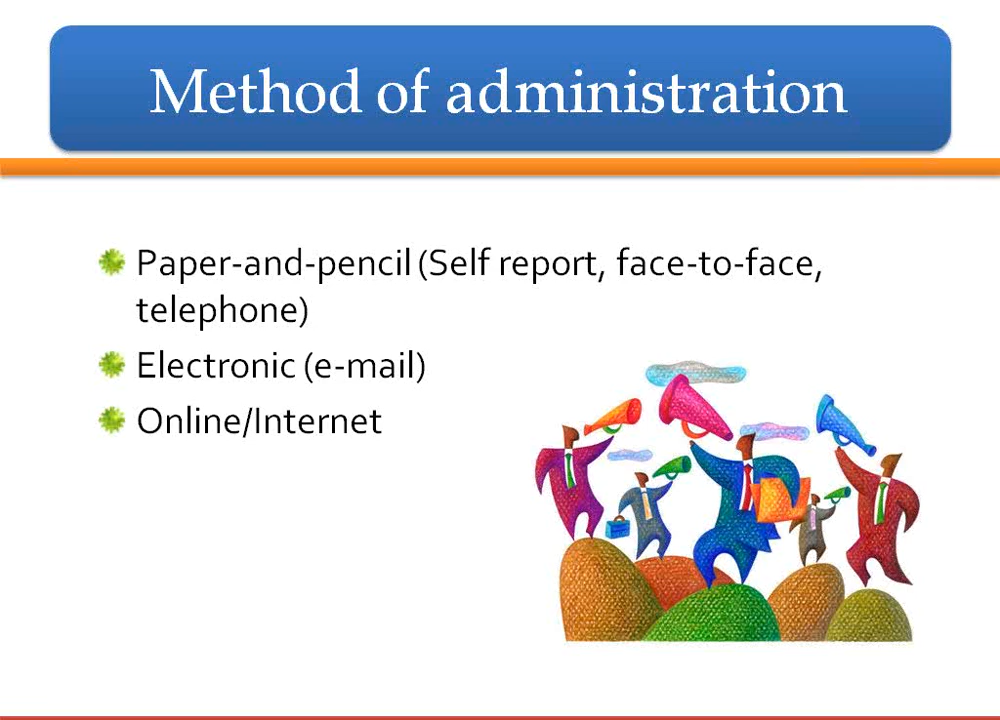 Method of administration
Paper-and-pencil (Self report, face-to-face,
telephone)
Electronic (e-mail)
Online/Internet